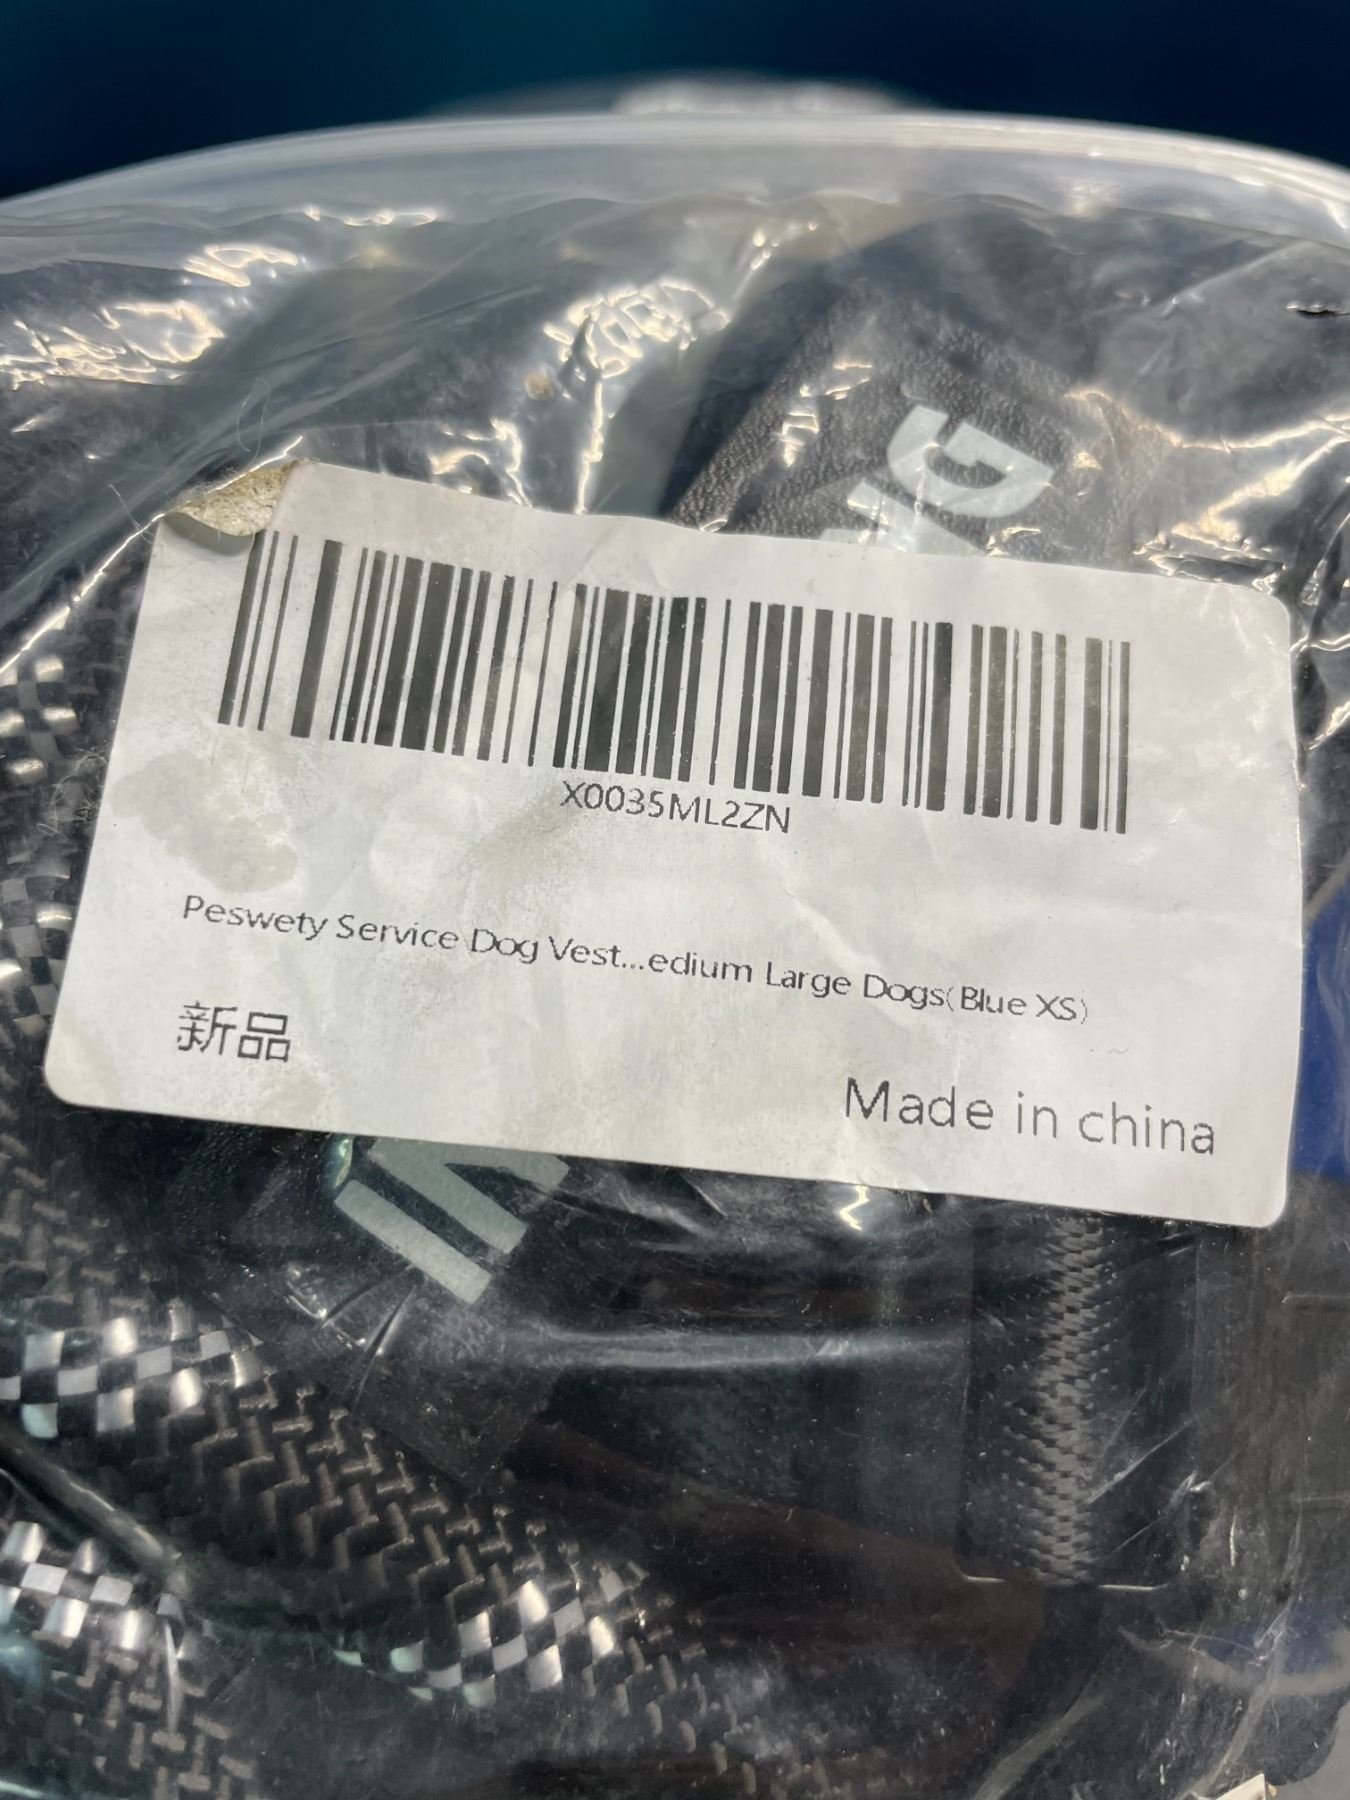 X0035ML2ZN
Peswety Service Dog Vest...edium Large Dogs(Blue XS)
新品
Made in china